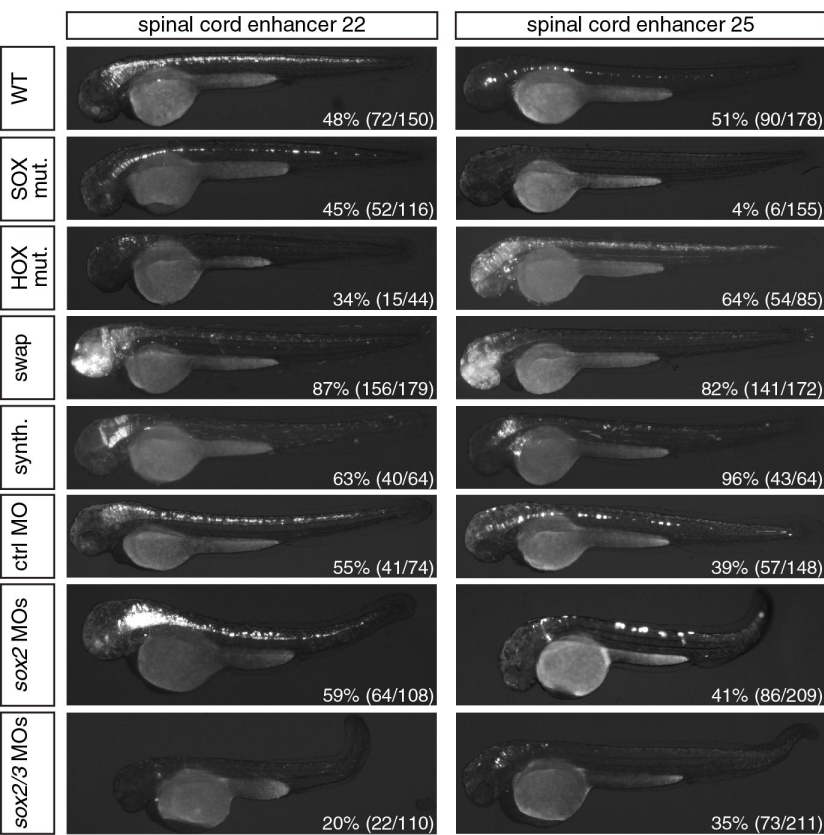 spinal cord enhancer 22
spinal cord enhancer 25
WT
48% (72/150)
51% (90/178)
SOX
mut.
45% (52/116)
4% (6/155)
HOX
mut.
34% (15/44)
64% (54/85)
swap
87% (156/179)
82% (141/172)
synth.
63% (40/64)
96% (43/64)
ctrl MO
55% (41/74)
39% (57/148)
sox2 MOs
59% (64/108)
41% (86/209)
sox2/3 MOs
20% (22/110)
35% (73/211)